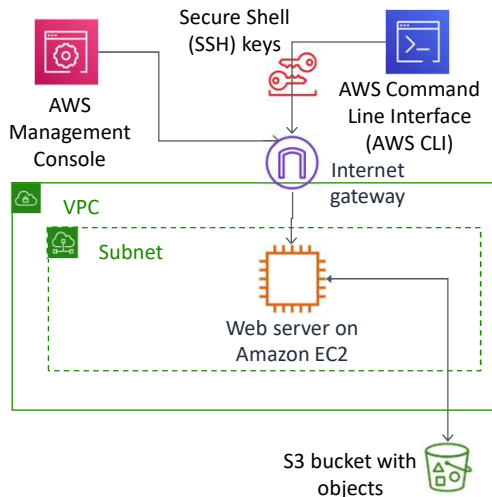 Secure Shell
(SSH) keys
AWS
Management
Console
AWS Command
Line Interface
(AWS CLI)
Internet
gateway
VPC
Subnet
Web server on
Amazon EC2
S3 bucket with
objects